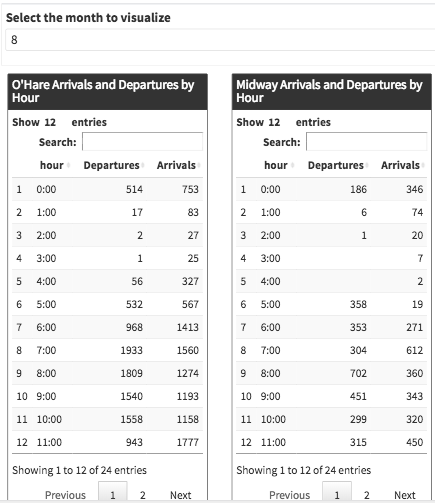 Select the month to visualize
8
O'Hare Arrivals and Departures by
Hour
Show 12 entries
Search:
hour Departures Arrivals
1 0:00 514 753
2 1:00 17 83
3 2:00 2 27
4 3:00 1 25
5 4:00 56 327
6 5:00 532 567
7 6:00 968 1413
8 7:00 1933 1560
9 8:00 1809 1274
10 9:00 1540 1193
11 10:00 1558 1158
12 11:00 943 1777
Showing 1 to 12 of 24 entries
Previous 1 2 Next
Midway Arrivals and Departures by
Hour
Show 12 entries
Search:
hour Departures Arrivals
1 0:00 186 346
2 1:00 6 74
3 2:00 1 20
4 3:00 7
5 4:00 2
6 5:00 358 19
7 6:00 353 271
8 7:00 304 612
9 8:00 702 360
10 9:00 451 343
11 10:00 299 320
12 11:00 315 450
Showing 1 to 12 of 24 entries
Previous 1 2 Next